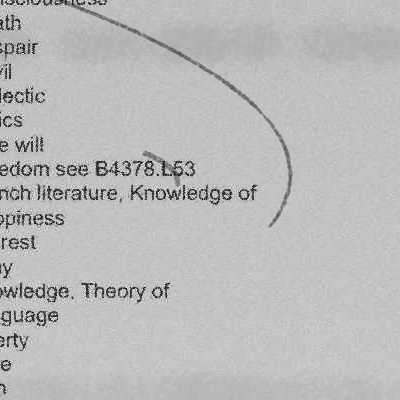 nsciousness
ath
spair
vil
lectic
ics
e will
edom see B4378.L53
nch literature, Knowledge of
ppiness
rest
y
owledge, Theory of
guage
erty
e